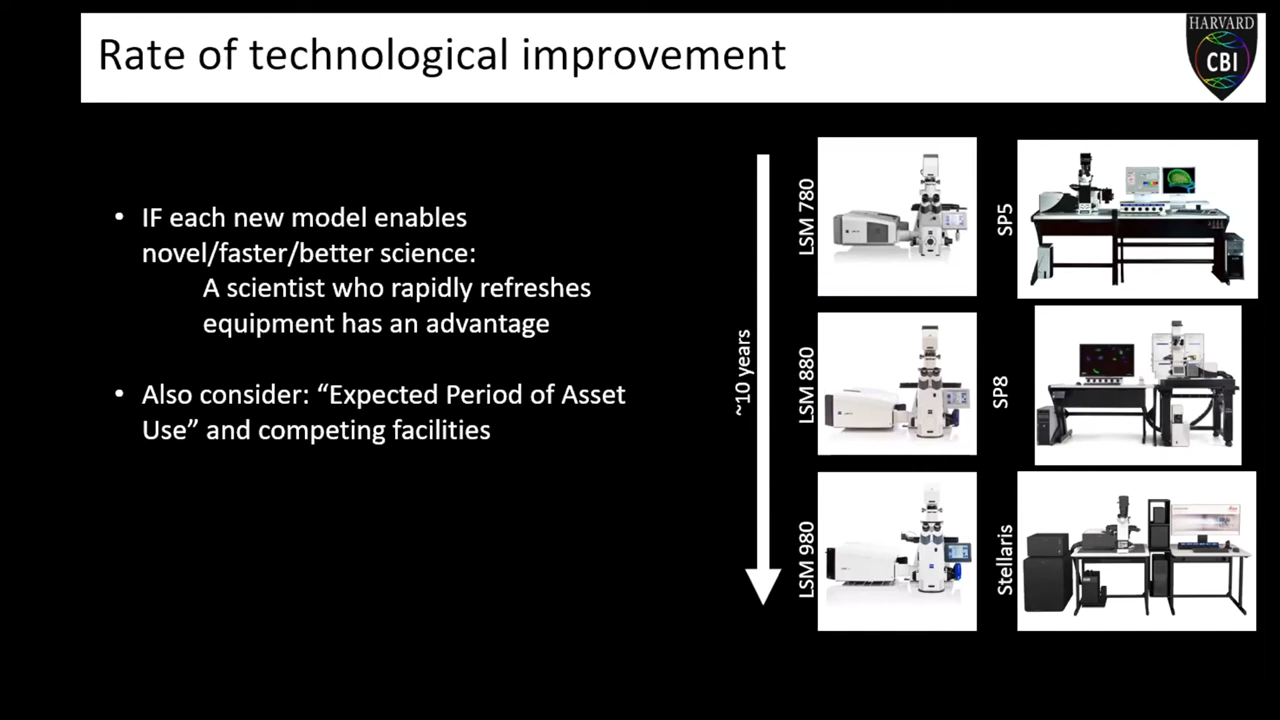 Rate of technological improvement
HARVARD
CBI
• IF each new model enables
novel/faster/better science:
A scientist who rapidly refreshes
equipment has an advantage
• Also consider: “Expected Period of Asset
Use” and competing facilities
~10 years
LSM 780
SP5
LSM 880
SP8
LSM 980
Stellaris